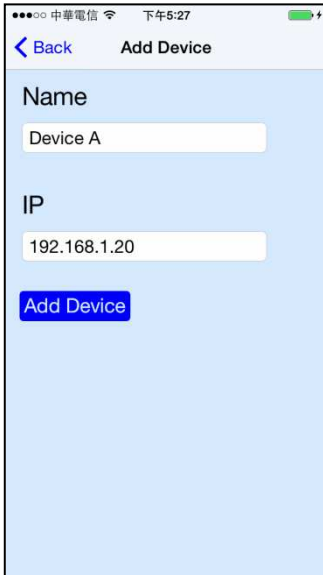 中華電信 下午5:27
Back Add Device
Name
Device A
IP
192.168.1.20
Add Device